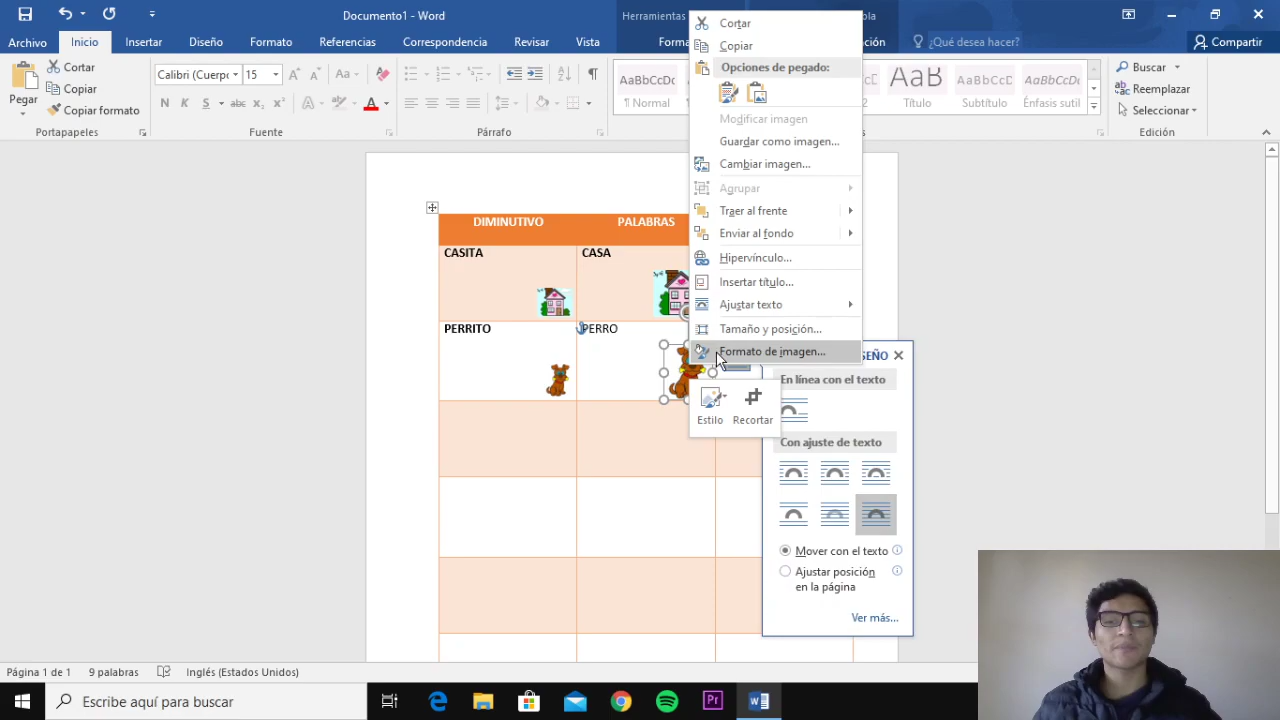 Documento1 - Word
Herramientas
Archivo
Inicio
Insertar
Diseño
Formato
Referencias
Correspondencia
Revisar
Vista
¿Qué desea hacer?
Compartir
Pegar
Cortar
Copiar
Copiar formato
Portapapeles
Calibri (Cuerpo
15
Fuente
Párrafo
AaBbCcDc
¶ Normal
AaB
Título
AaBbCcC
Subtítulo
AaBbCcDt
Énfasis sutil
Buscar
Reemplazar
Seleccionar
Edición
Cortar
Copiar
Opciones de pegado:
Modificar imagen
Guardar como imagen...
Cambiar imagen...
Agrupar
Traer al frente
Enviar al fondo
Hipervínculo...
Insertar título...
Ajustar texto
Tamaño y posición...
Formato de imagen...
Estilo
Recortar
DIMINUTIVO
PALABRAS
CASITA
CASA
PERRITO
PERRO
En línea con el texto
Con ajuste de texto
Mover con el texto
Ajustar posición
en la página
Ver más...
Página 1 de 1
9 palabras
Inglés (Estados Unidos)
Escribe aquí para buscar